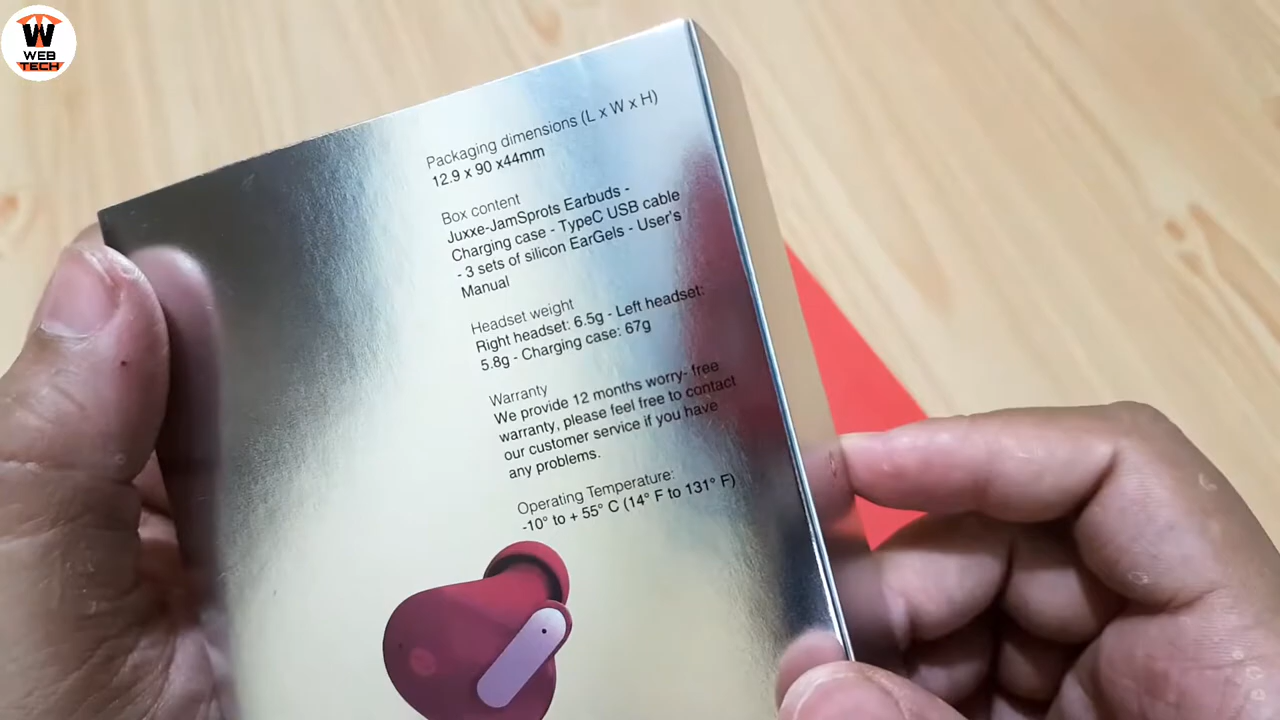 W
WEB
TECH
Packaging dimensions (L x W x H)
12.9 x 90 x44mm
Box content
Juxxe-JamSprots Earbuds -
Charging case - TypeC USB cable
- 3 sets of silicon EarGels - User's
Manual
Headset weight
Right headset: 6.5g - Left headset:
5.8g - Charging case: 67g
Warranty
We provide 12 months worry- free
warranty, please feel free to contact
our customer service if you have
any problems.
Operating Temperature:
-10° to + 55° C (14° F to 131° F)